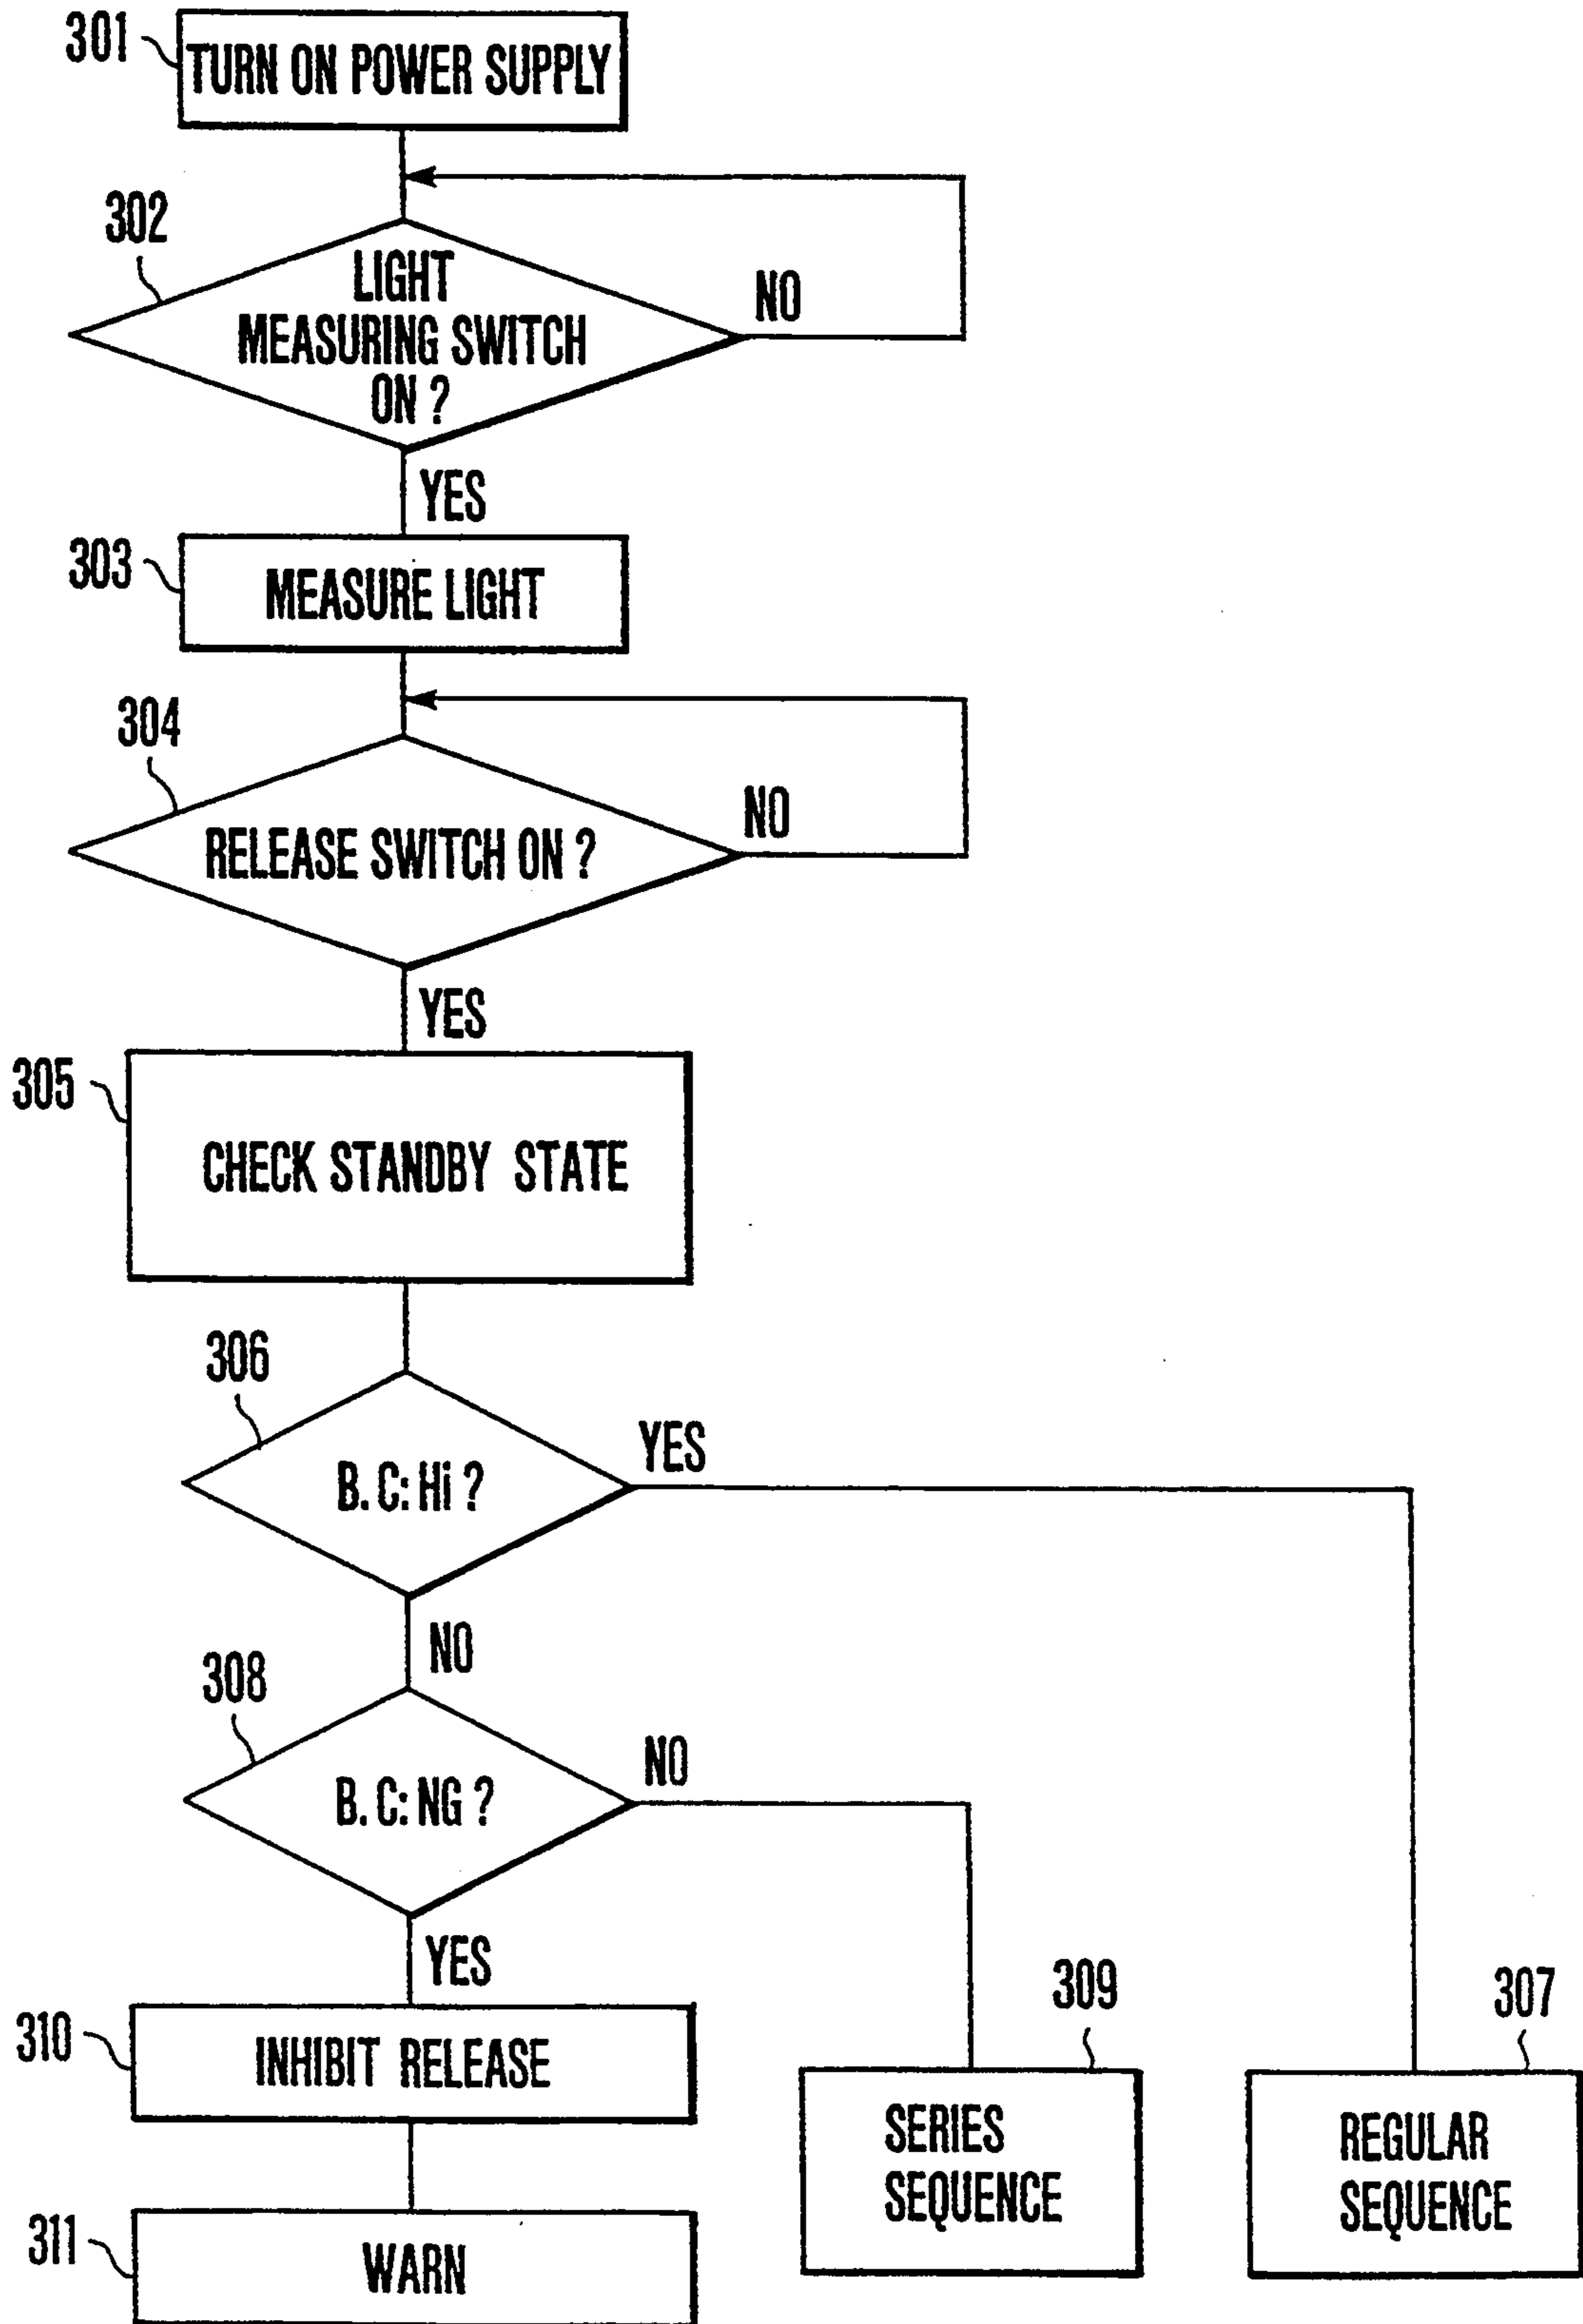 301
TURN ON POWER SUPPLY
302
LIGHT
MEASURING SWITCH
ON ?
NO
YES
303
MEASURE LIGHT
304
RELEASE SWITCH ON ?
NO
YES
305
CHECK STANDBY STATE
306
B. C: Hi ?
YES
NO
308
B. C: NG ?
NO
YES
310
INHIBIT RELEASE
311
WARN
309
SERIES
SEQUENCE
307
REGULAR
SEQUENCE